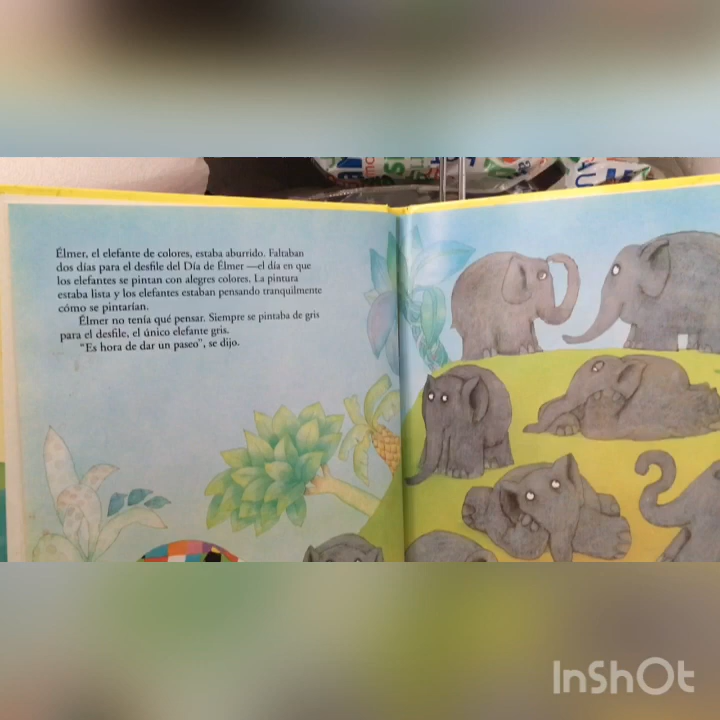 Élmer, el elefante de colores, estaba aburrido. Faltaban
dos días para el desfile del Día de Élmer —el día en que
los elefantes se pintan con alegres colores. La pintura
estaba lista y los elefantes estaban pensando tranquilmente
cómo se pintarían.
Élmer no tenía qué pensar. Siempre se pintaba de gris
para el desfile, el único elefante gris.
"Es hora de dar un paseo", se dijo.
InShOt